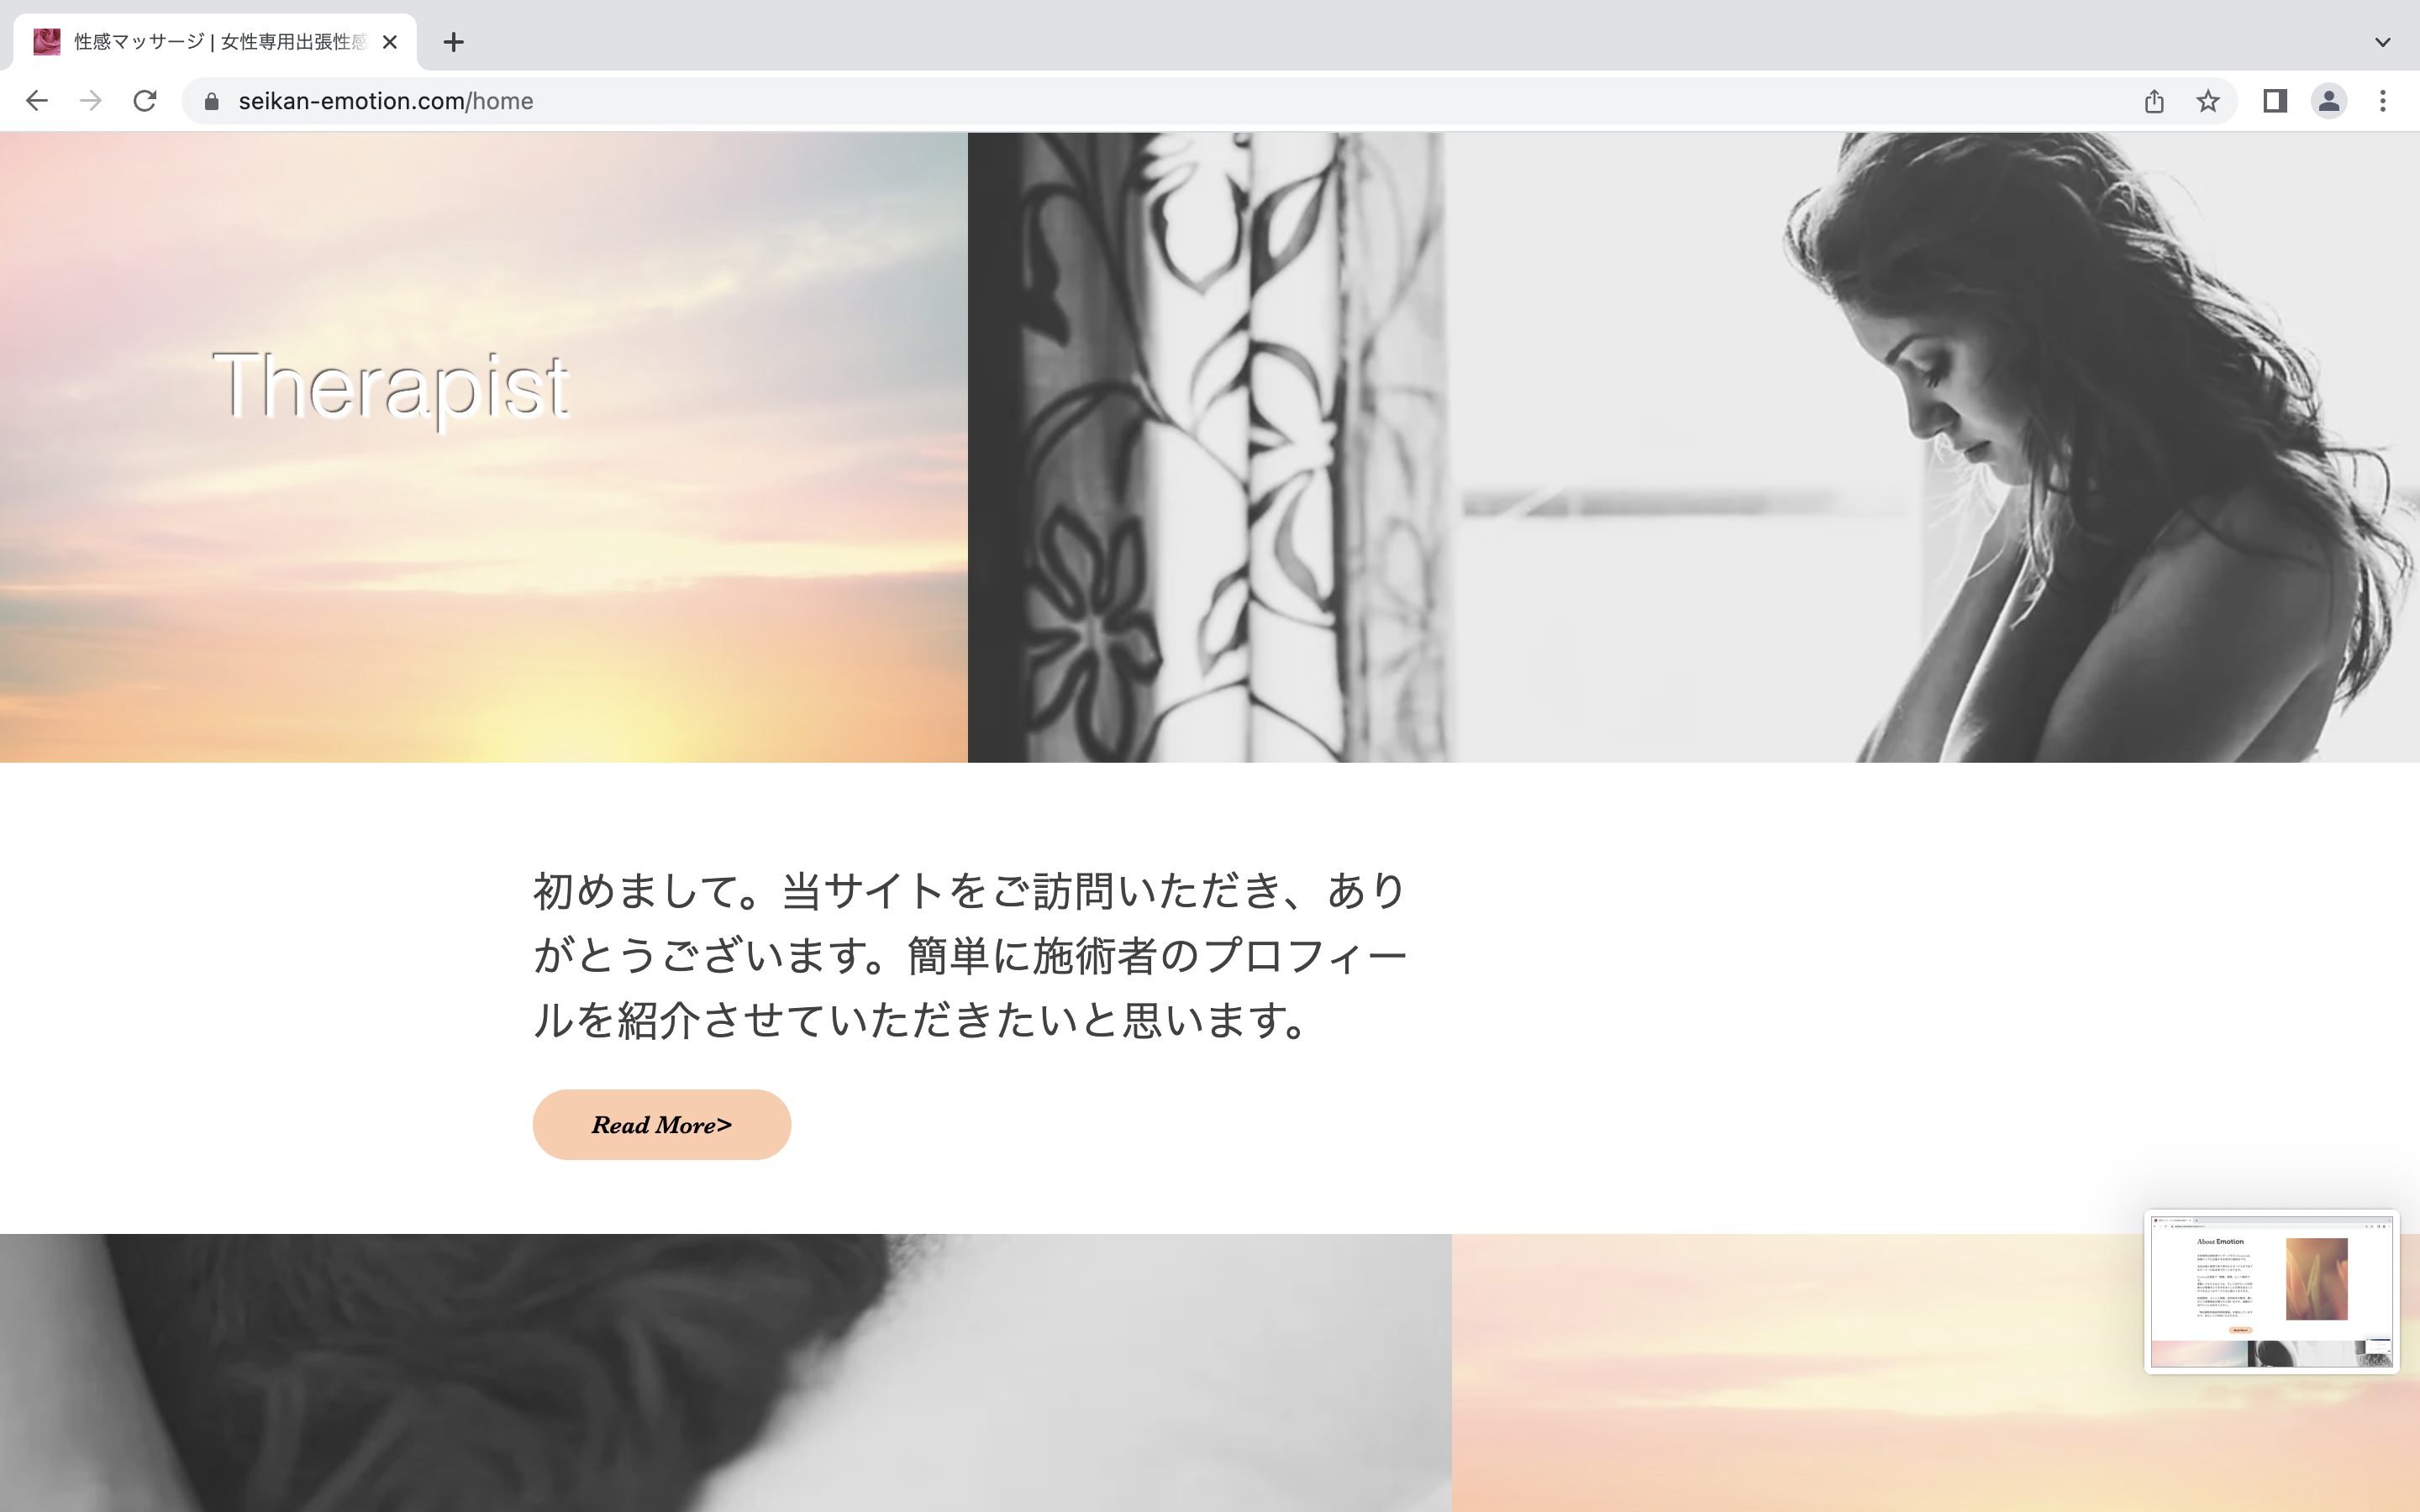 性感マッサージ | 女性専用出張性感
seikan-emotion.com/home
Therapist
初めまして。当サイトをご訪問いただき、あり
がとうございます。簡単に施術者のプロフィー
ルを紹介させていただきたいと思います。
Read More>
About Emotion